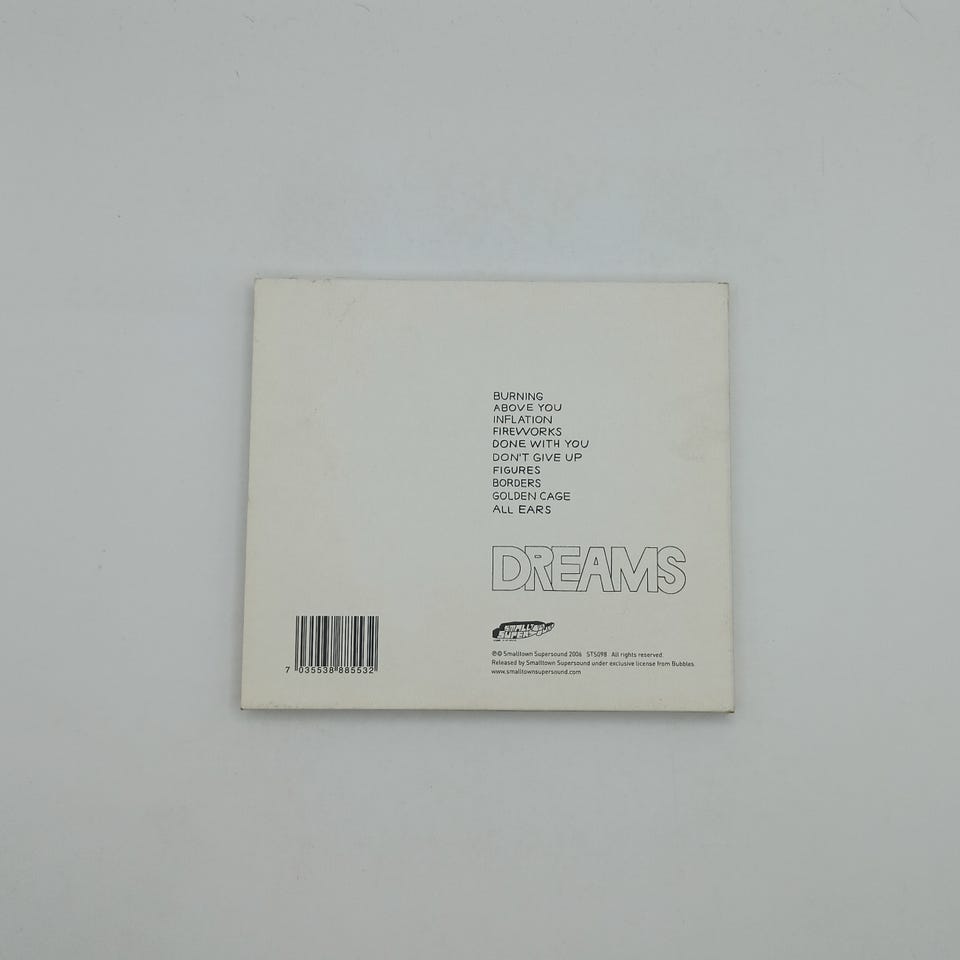 BURNING
ABOVE YOU
INFLATION
FIREWORKS
DONE WITH YOU
DON'T GIVE UP
FIGURES
BORDERS
GOLDEN CAGE
ALL EARS
DREAMS
SMALLTOWN
SUPERSOUND
℗© Smalltown Supersound 2006 STS098 All rights reserved.
Released by Smalltown Supersound under exclusive license from Bubbles.
www.smalltownsupersound.com
7 035538 885532